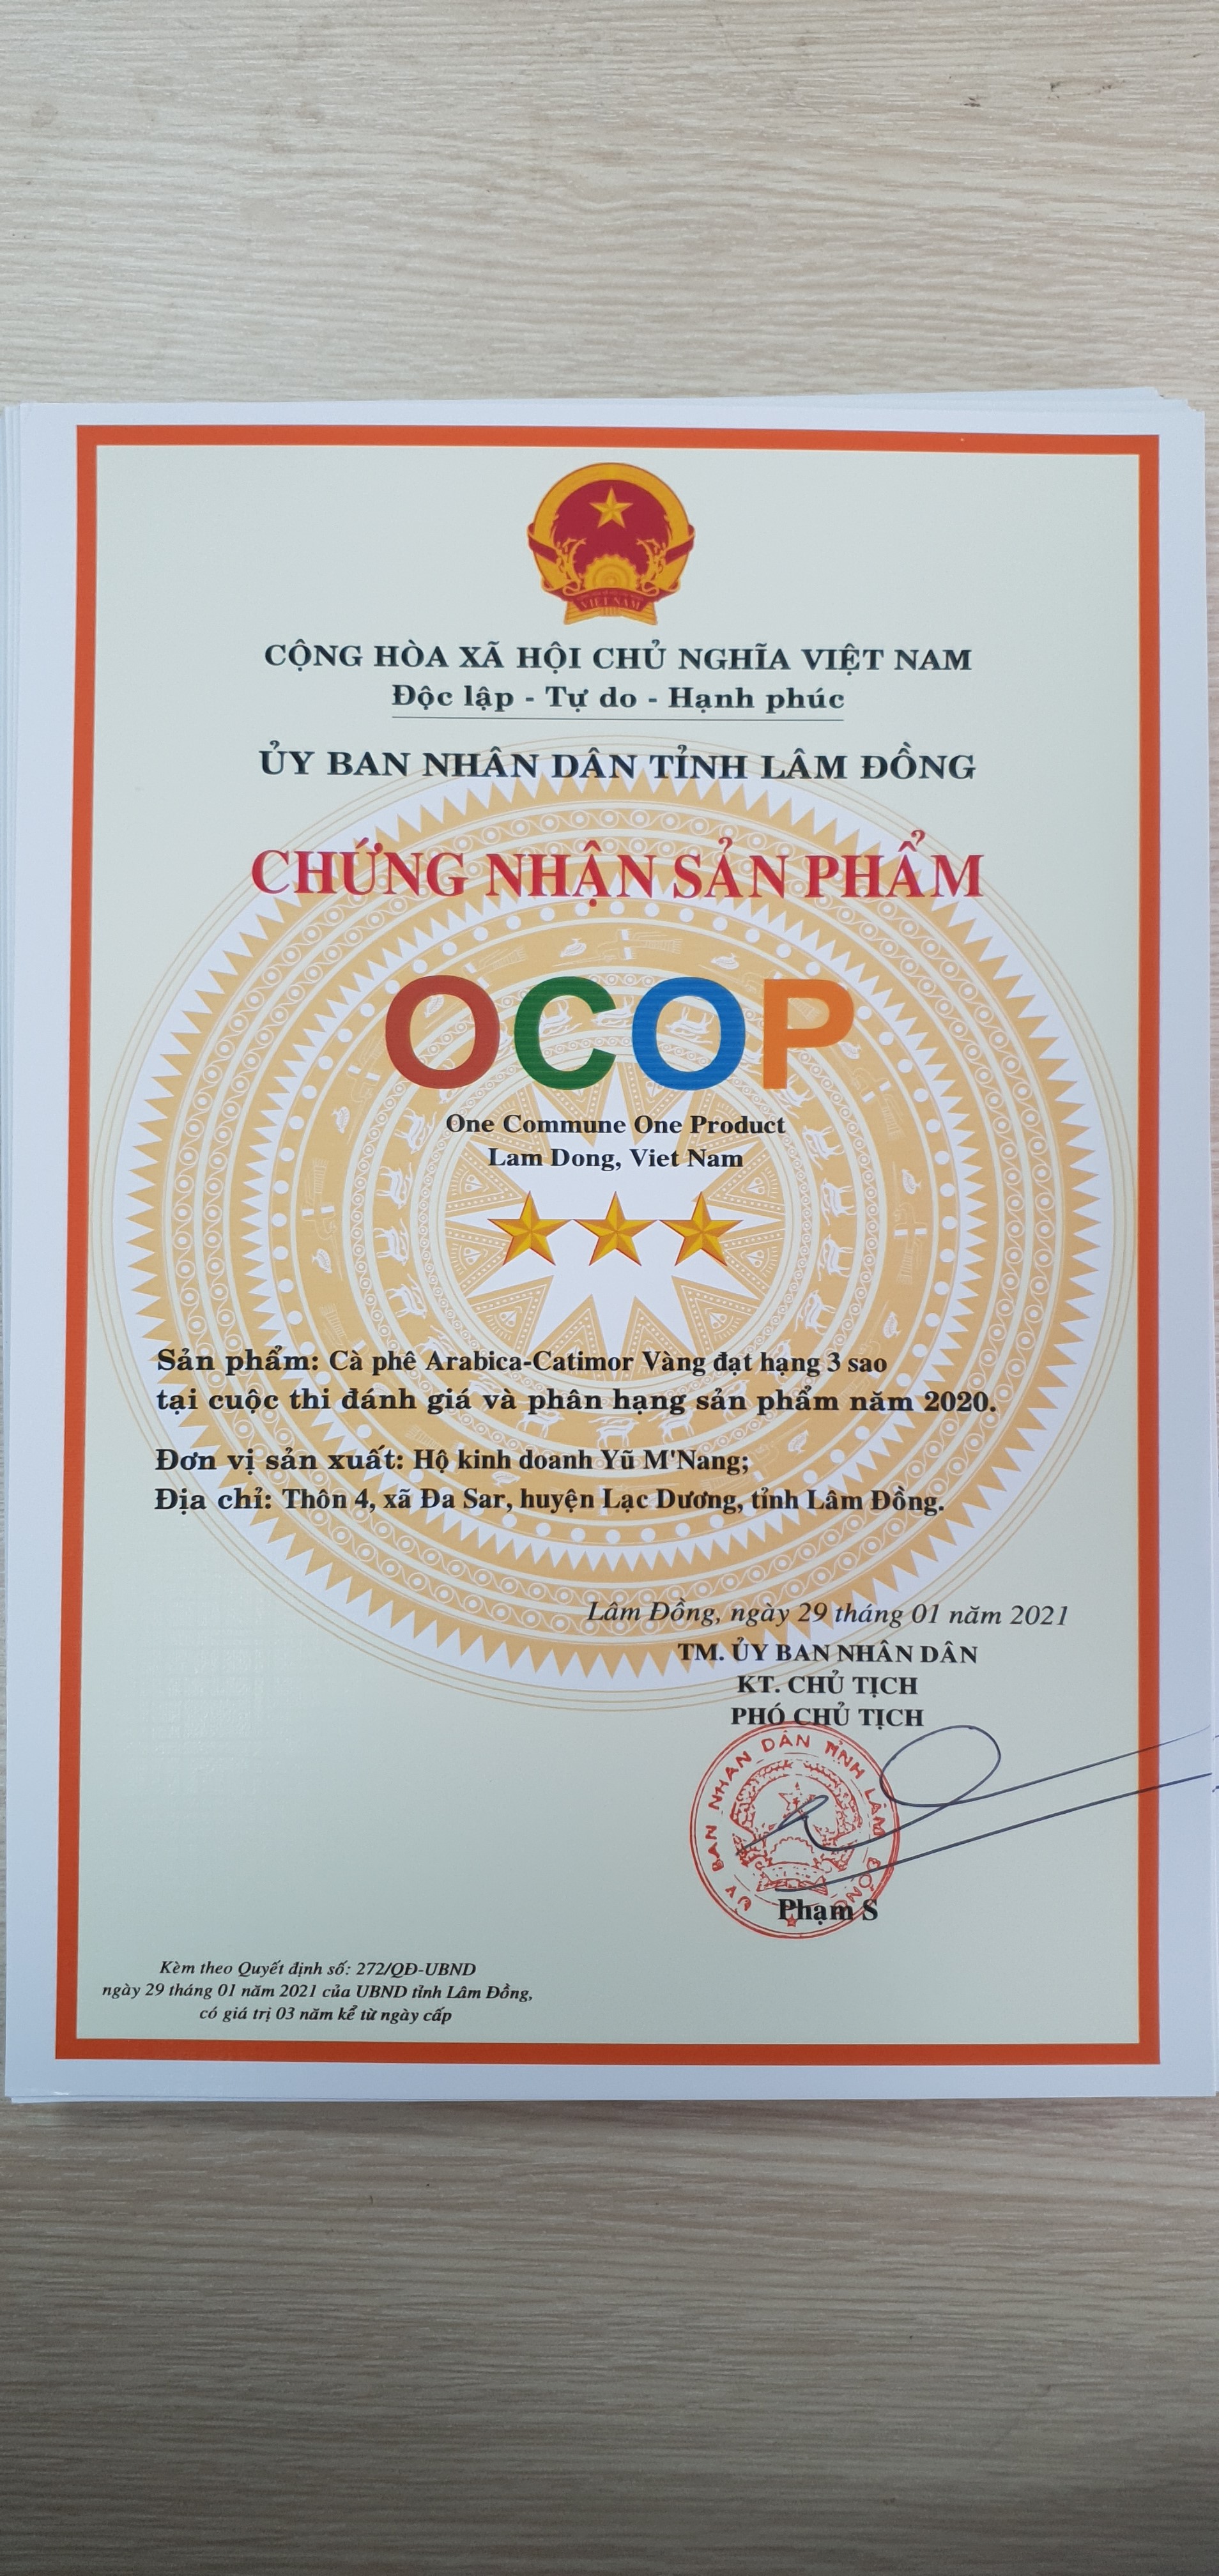 VIỆT NAM
CỘNG HÒA XÃ HỘI CHỦ NGHĨA VIỆT NAM
Độc lập - Tự do - Hạnh phúc
ỦY BAN NHÂN DÂN TỈNH LÂM ĐỒNG
CHỨNG NHẬN SẢN PHẨM
OCOP
One Commune One Product
Lam Dong, Viet Nam
Sản phẩm: Cà phê Arabica-Catimor Vàng đạt hạng 3 sao
tại cuộc thi đánh giá và phân hạng sản phẩm năm 2020.
Đơn vị sản xuất: Hộ kinh doanh Yũ M'Nang;
Địa chỉ: Thôn 4, xã Đa Sar, huyện Lạc Dương, tỉnh Lâm Đồng.
Lâm Đồng, ngày 29 tháng 01 năm 2021
TM. ỦY BAN NHÂN DÂN
KT. CHỦ TỊCH
PHÓ CHỦ TỊCH
ỦY BAN NHÂN DÂN TỈNH LÂM ĐỒNG
Phạm S
Kèm theo Quyết định số: 272/QĐ-UBND
ngày 29 tháng 01 năm 2021 của UBND tỉnh Lâm Đồng,
có giá trị 03 năm kể từ ngày cấp